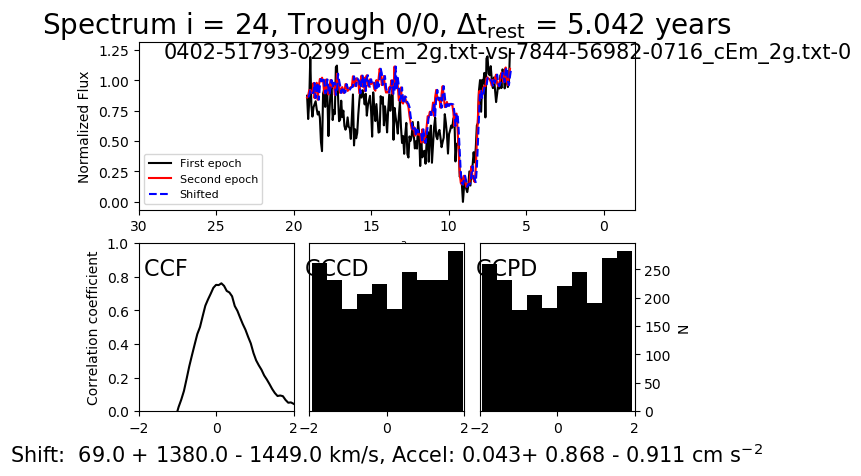 Spectrum i = 24, Trough 0/0, Δt_rest = 5.042 years
0402-51793-0299_cEm_2g.txt-vs-7844-56982-0716_cEm_2g.txt-0
Normalized Flux
1.25
1.00
0.75
0.50
0.25
0.00
First epoch
Second epoch
Shifted
30 25 20 15 10 5 0
Correlation coefficient
1.0
0.8
0.6
0.4
0.2
0.0
CCF
CCCD
CCPD
250
200
150
100
50
0
N
−2 0 2
−2 0 2
−2 0 2
Shift: 69.0 + 1380.0 - 1449.0 km/s, Accel: 0.043+ 0.868 - 0.911 cm s⁻²